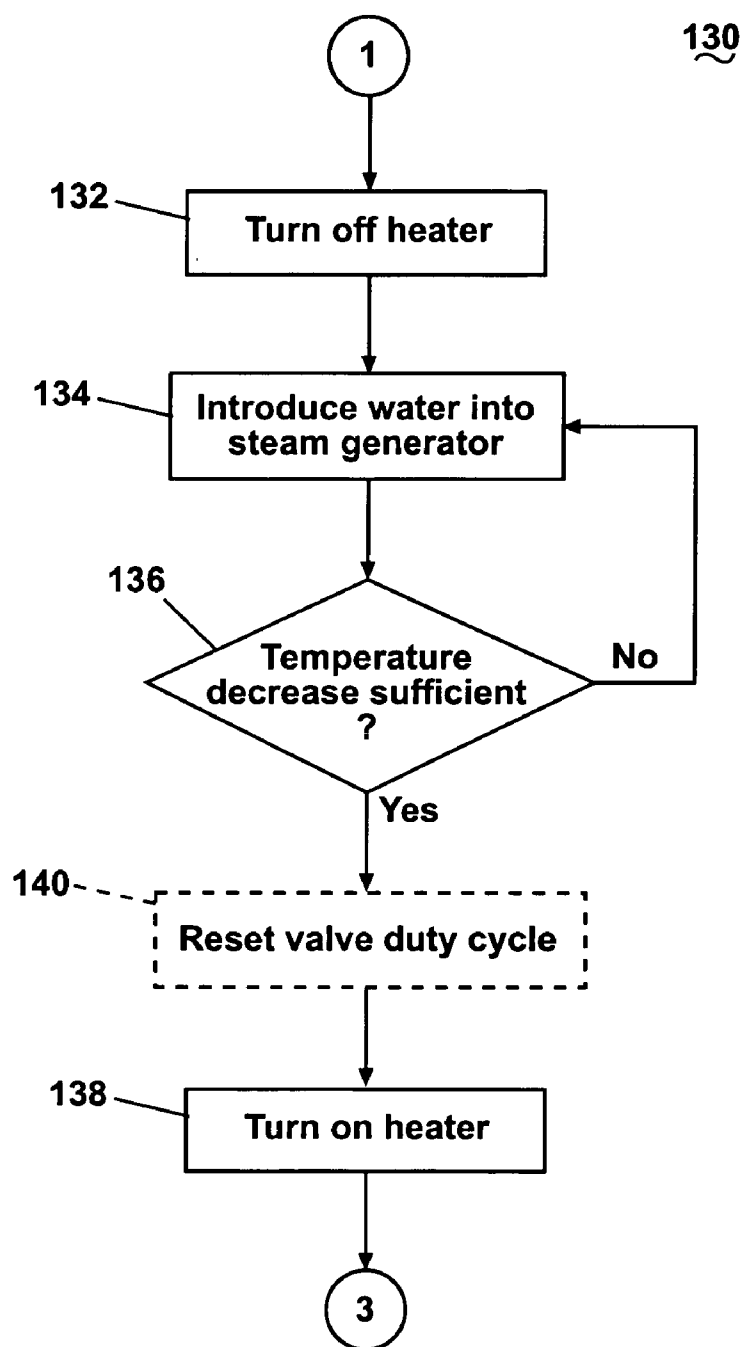 1
130
132
Turn off heater
134
Introduce water into
steam generator
136
Temperature
decrease sufficient
?
No
Yes
140
Reset valve duty cycle
138
Turn on heater
3